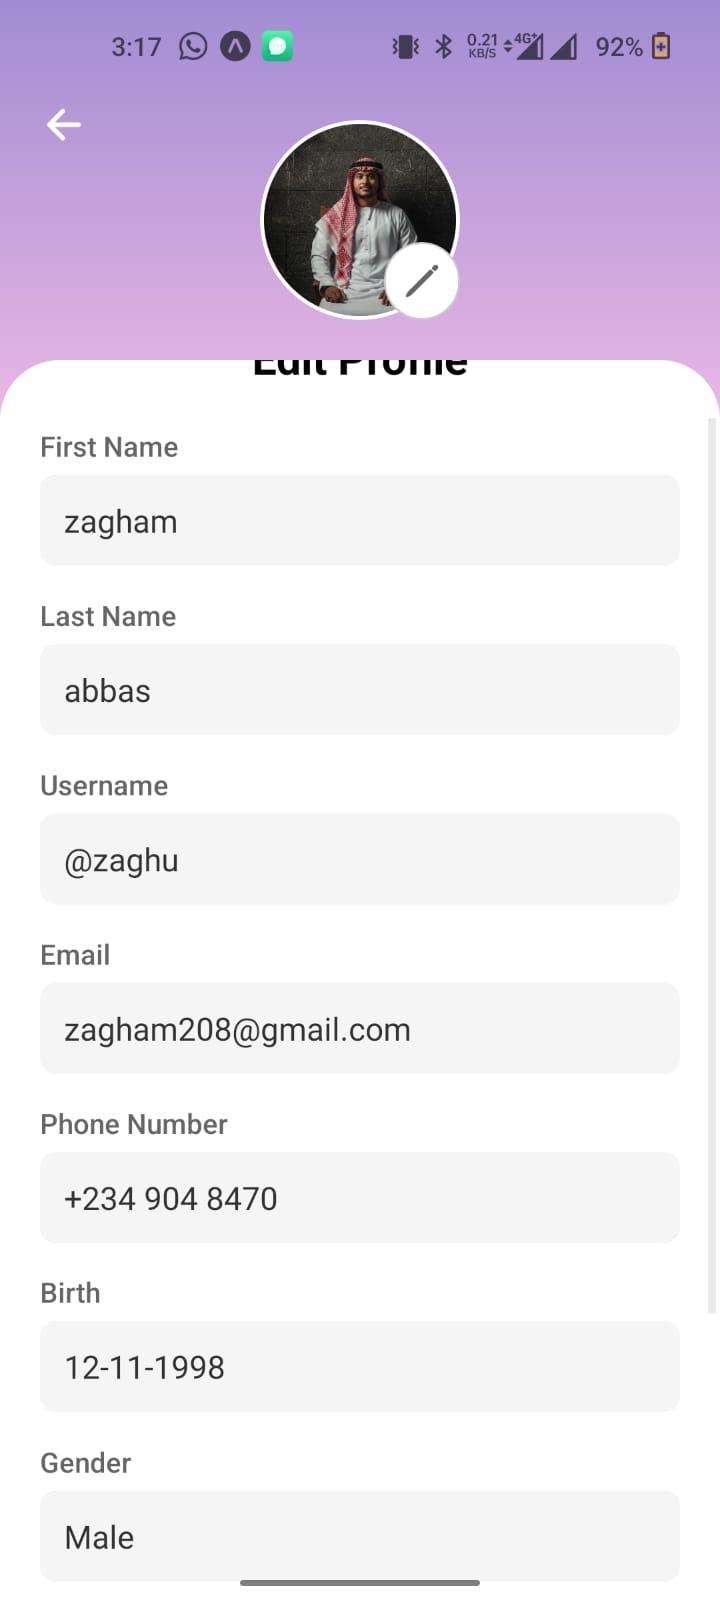 3:17 0.21 KB/S 4G+ 92%
Edit Profile
First Name
zagham
Last Name
abbas
Username
@zaghu
Email
zagham208@gmail.com
Phone Number
+234 904 8470
Birth
12-11-1998
Gender
Male